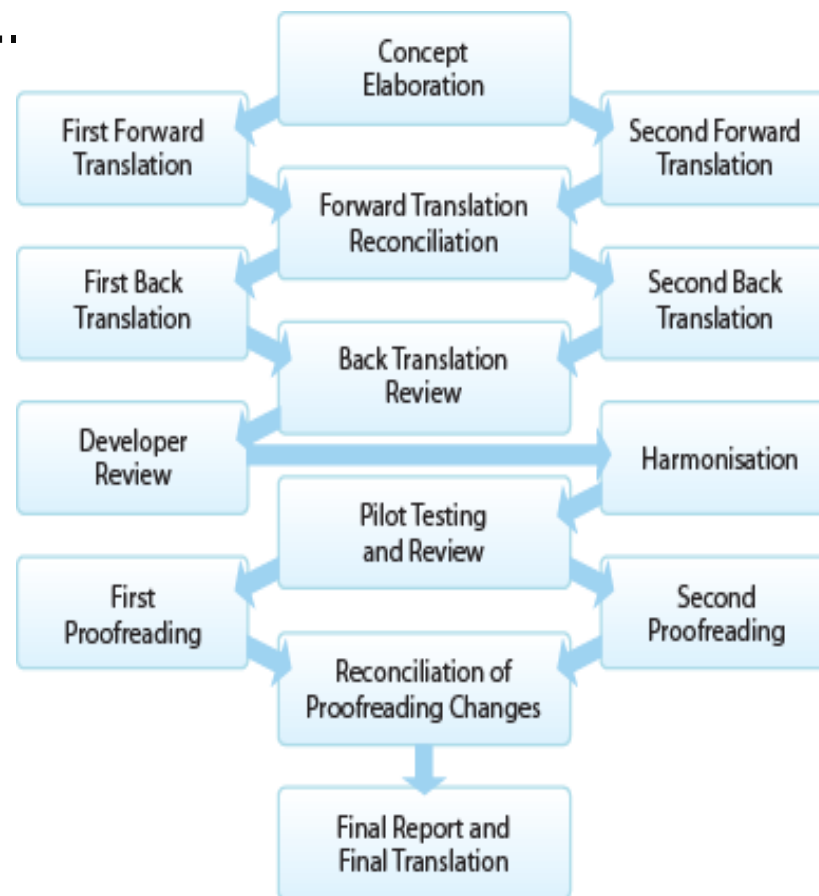 Concept
Elaboration
First Forward
Translation
Second Forward
Translation
Forward Translation
Reconciliation
First Back
Translation
Second Back
Translation
Back Translation
Review
Developer
Review
Harmonisation
Pilot Testing
and Review
First
Proofreading
Second
Proofreading
Reconciliation of
Proofreading Changes
Final Report and
Final Translation